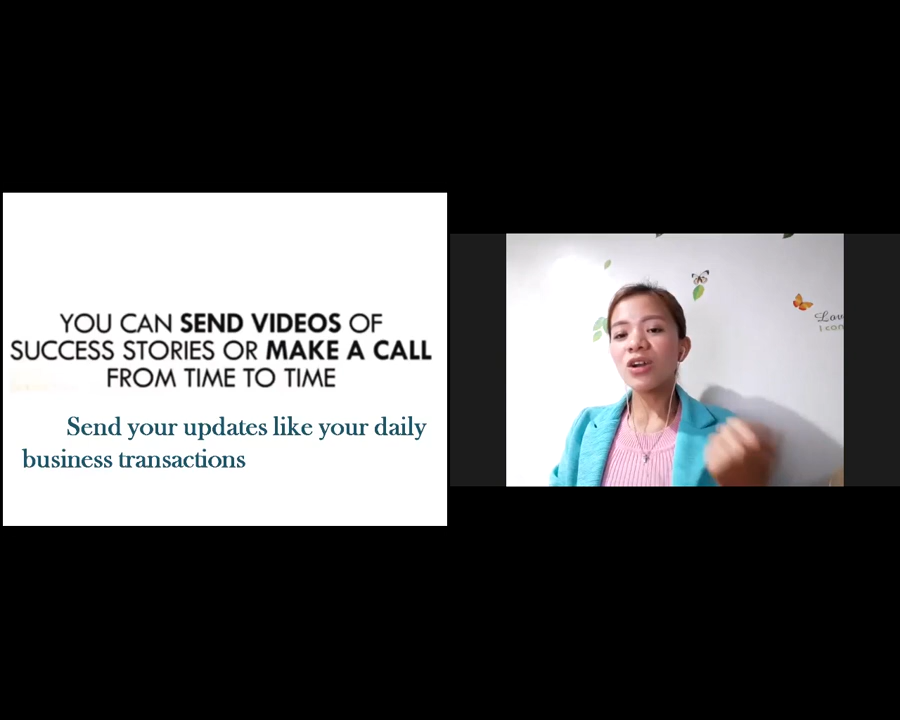 YOU CAN SEND VIDEOS OF
SUCCESS STORIES OR MAKE A CALL
FROM TIME TO TIME
Send your updates like your daily
business transactions